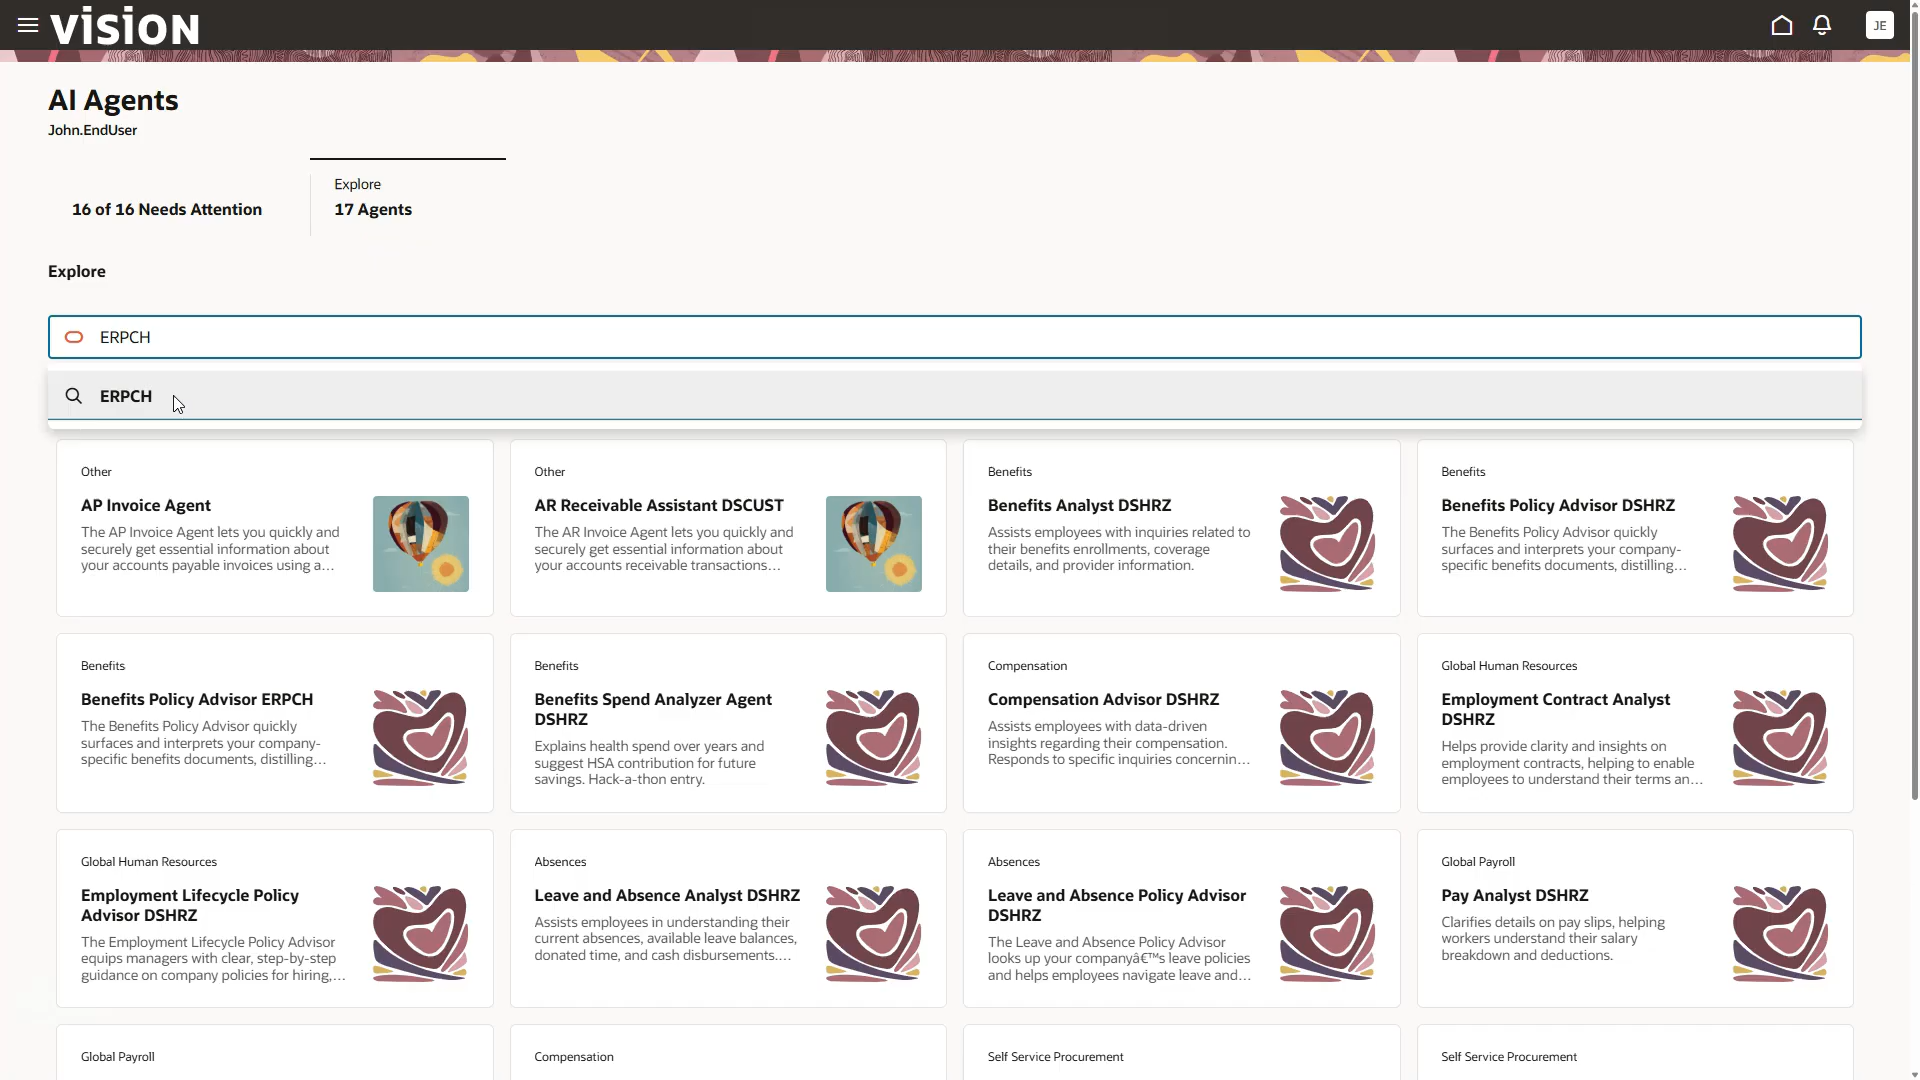 VISION
JE
AI Agents
John.EndUser
Explore
16 of 16 Needs Attention
17 Agents
Explore
ERPCH
ERPCH
Other
AP Invoice Agent
The AP Invoice Agent lets you quickly and
securely get essential information about
your accounts payable invoices using a...
Other
AR Receivable Assistant DSCUST
The AR Invoice Agent lets you quickly and
securely get essential information about
your accounts receivable transactions...
Benefits
Benefits Analyst DSHRZ
Assists employees with inquiries related to
their benefits enrollments, coverage
details, and provider information.
Benefits
Benefits Policy Advisor DSHRZ
The Benefits Policy Advisor quickly
surfaces and interprets your company-
specific benefits documents, distilling...
Benefits
Benefits Policy Advisor ERPCH
The Benefits Policy Advisor quickly
surfaces and interprets your company-
specific benefits documents, distilling...
Benefits
Benefits Spend Analyzer Agent
DSHRZ
Explains health spend over years and
suggest HSA contribution for future
savings. Hack-a-thon entry.
Compensation
Compensation Advisor DSHRZ
Assists employees with data-driven
insights regarding their compensation.
Responds to specific inquiries concernin...
Global Human Resources
Employment Contract Analyst
DSHRZ
Helps provide clarity and insights on
employment contracts, helping to enable
employees to understand their terms an...
Global Human Resources
Employment Lifecycle Policy
Advisor DSHRZ
The Employment Lifecycle Policy Advisor
equips managers with clear, step-by-step
guidance on company policies for hiring,...
Absences
Leave and Absence Analyst DSHRZ
Assists employees in understanding their
current absences, available leave balances,
donated time, and cash disbursements....
Absences
Leave and Absence Policy Advisor
DSHRZ
The Leave and Absence Policy Advisor
looks up your companyâ€™s leave policies
and helps employees navigate leave and...
Global Payroll
Pay Analyst DSHRZ
Clarifies details on pay slips, helping
workers understand their salary
breakdown and deductions.
Global Payroll
Compensation
Self Service Procurement
Self Service Procurement